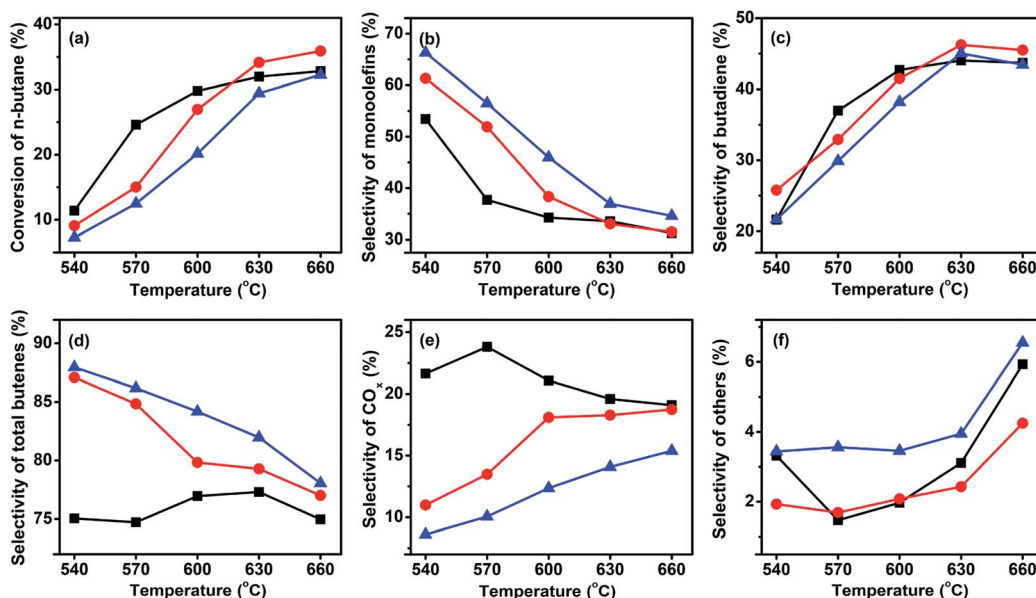 (a)
Conversion of n-butane (%)
40
30
20
10
540 570 600 630 660
Temperature (°C)
(b)
Selectivity of monoolefins (%)
70
60
50
40
30
540 570 600 630 660
Temperature (°C)
(c)
Selectivity of butadiene (%)
50
40
30
20
540 570 600 630 660
Temperature (°C)
(d)
Selectivity of total butenes (%)
90
85
80
75
540 570 600 630 660
Temperature (°C)
(e)
Selectivity of COx (%)
25
20
15
10
540 570 600 630 660
Temperature (°C)
(f)
Selectivity of others (%)
6
4
2
0
540 570 600 630 660
Temperature (°C)